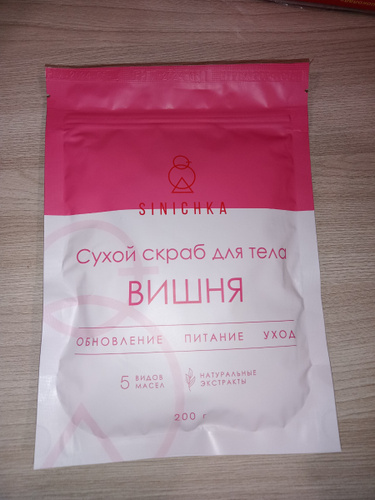 SINICHKA
Сухой скраб для тела
ВИШНЯ
ОБНОВЛЕНИЕ ПИТАНИЕ УХОД
5 ВИДОВ МАСЕЛ
НАТУРАЛЬНЫЕ ЭКСТРАКТЫ
200 г